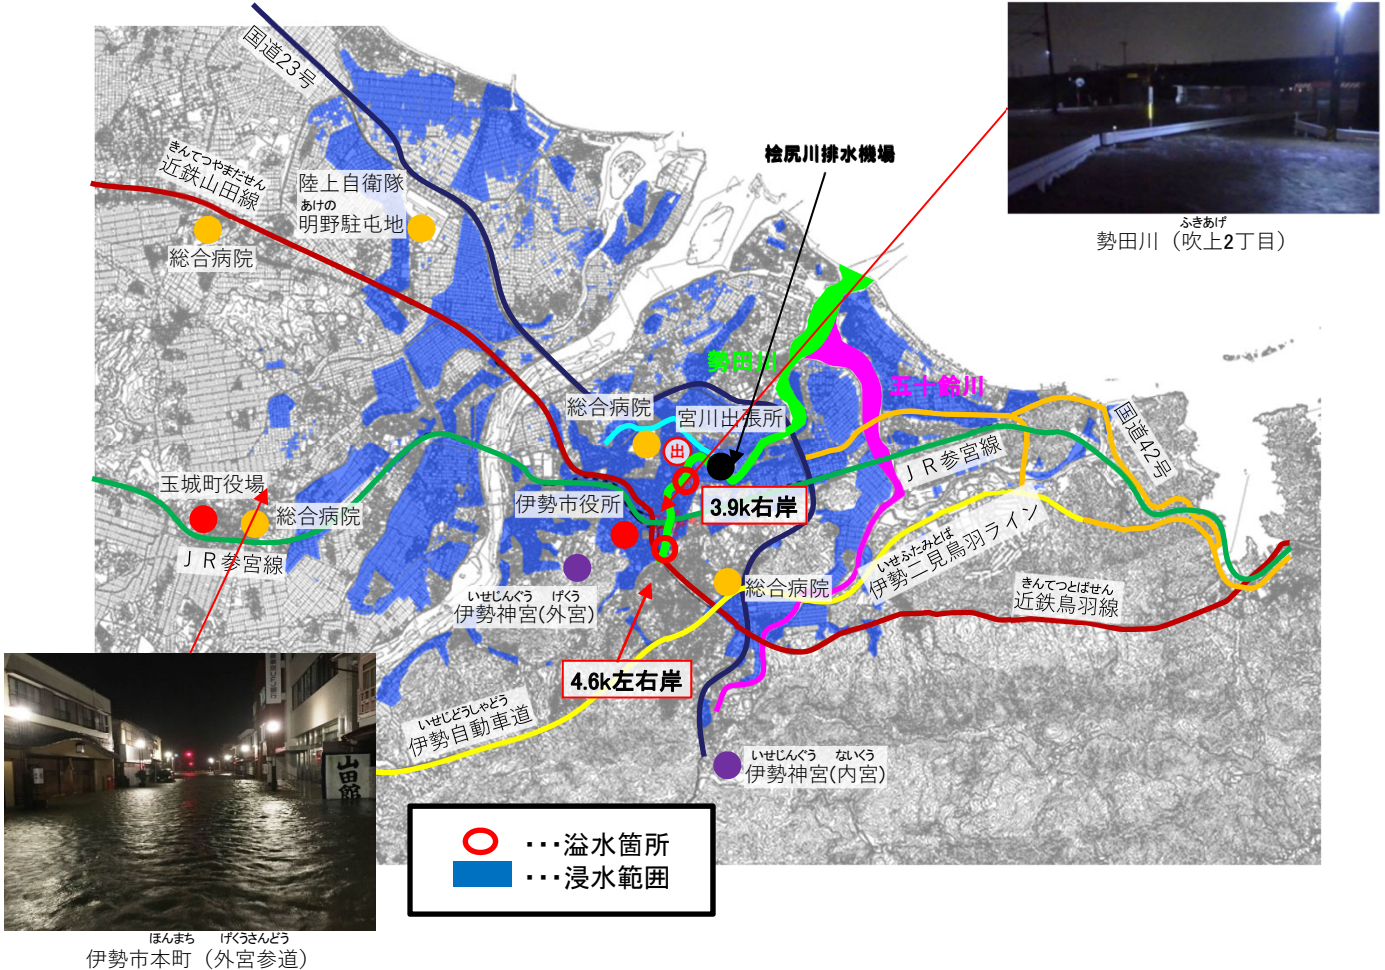 国道23号
きんてつやまだせん
近鉄山田線
陸上自衛隊
あけの
明野駐屯地
総合病院
桧尻川排水機場
ふきあげ
勢田川（吹上2丁目）
勢田川
五十鈴川
総合病院
宮川出張所
出
国道42号
ＪＲ参宮線
玉城町役場
総合病院
ＪＲ参宮線
伊勢市役所
3.9k右岸
いせふたみとば
伊勢二見鳥羽ライン
きんてつとばせん
近鉄鳥羽線
いせじんぐう げくう
伊勢神宮(外宮)
総合病院
4.6k左右岸
いせじどうしゃどう
伊勢自動車道
いせじんぐう ないくう
伊勢神宮(内宮)
山田館
･･･溢水箇所
･･･浸水範囲
ほんまち げくうさんどう
伊勢市本町（外宮参道）